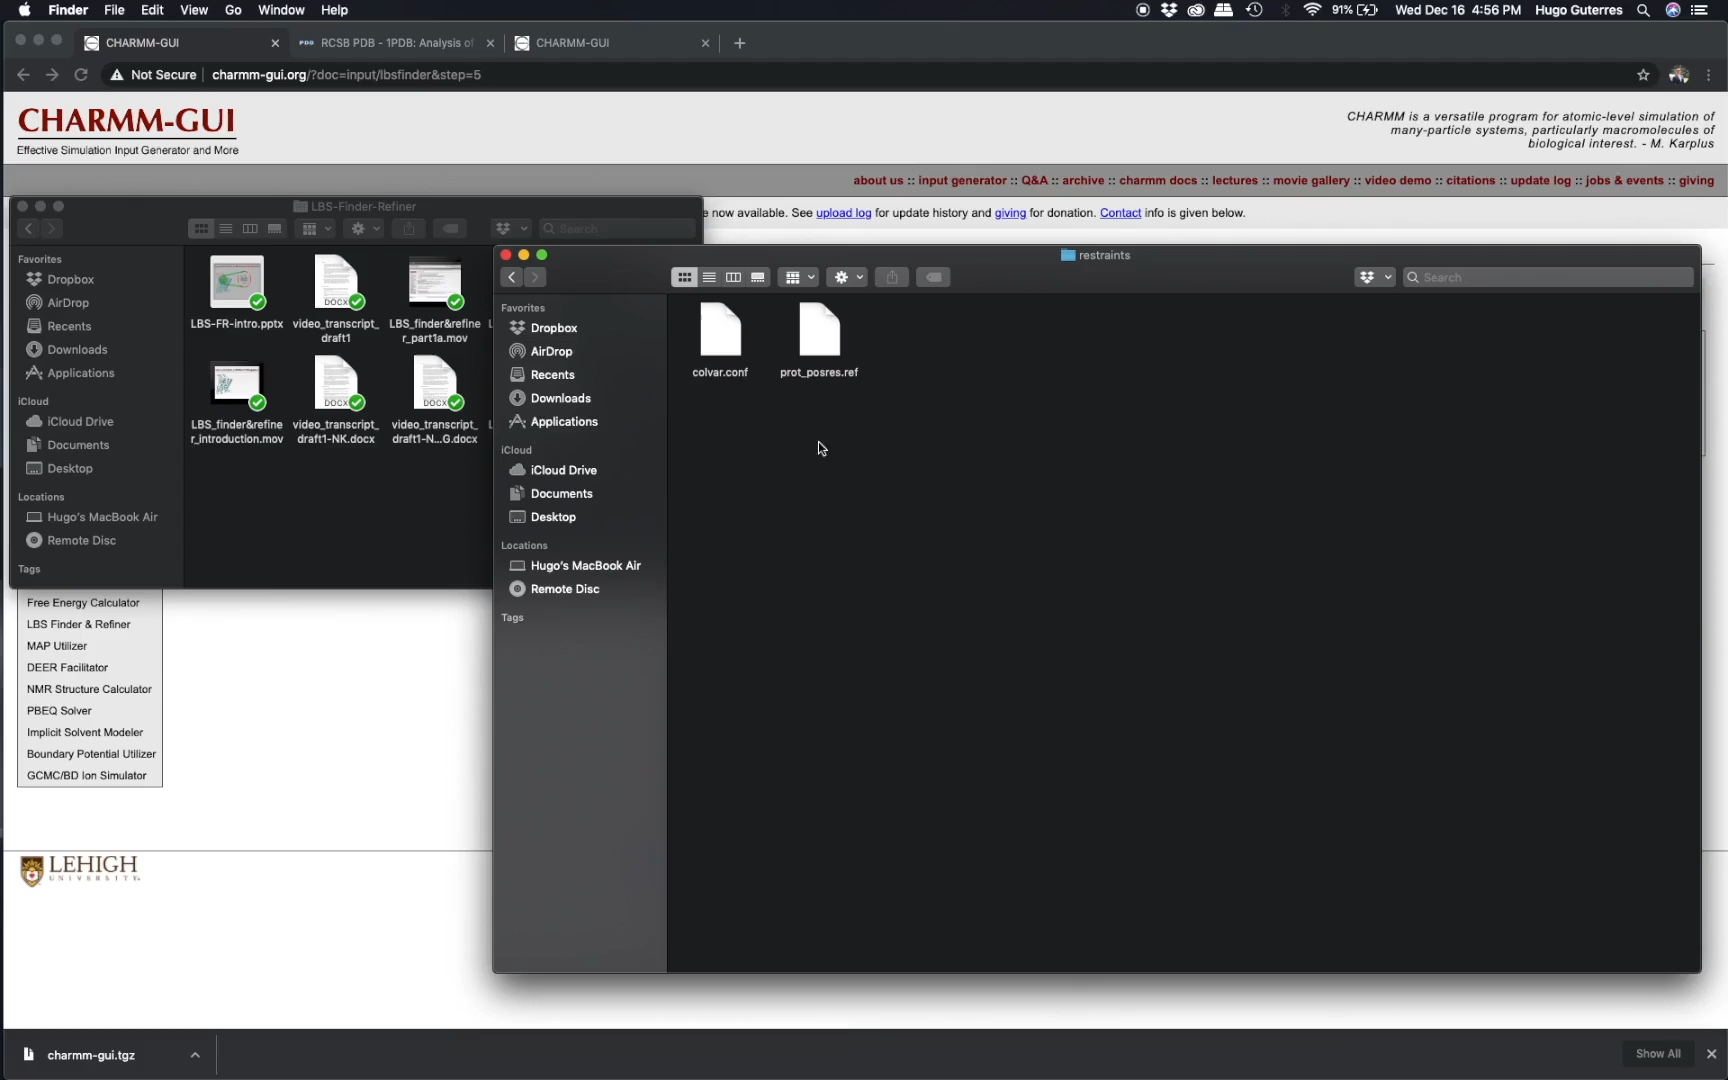 Finder File Edit View Go Window Help
91% Wed Dec 16 4:56 PM Hugo Guterres
CHARMM-GUI
RCSB PDB - 1PDB: Analysis of
CHARMM-GUI
Not Secure charmm-gui.org/?doc=input/lbsfinder&step=5
CHARMM-GUI
Effective Simulation Input Generator and More
CHARMM is a versatile program for atomic-level simulation of
many-particle systems, particularly macromolecules of
biological interest. - M. Karplus
about us :: input generator :: Q&A :: archive :: charmm docs :: lectures :: movie gallery :: video demo :: citations :: update log :: jobs & events :: giving
e now available. See upload log for update history and giving for donation. Contact info is given below.
LBS-Finder-Refiner
Search
Favorites
Dropbox
AirDrop
Recents
Downloads
Applications
iCloud
iCloud Drive
Documents
Desktop
Locations
Hugo's MacBook Air
Remote Disc
Tags
DOCX
LBS-FR-intro.pptx
video_transcript_
draft1
LBS_finder&refine
r_part1a.mov
DOCX
DOCX
LBS_finder&refine
r_introduction.mov
video_transcript_
draft1-NK.docx
video_transcript_
draft1-N...G.docx
restraints
Search
Favorites
Dropbox
AirDrop
Recents
Downloads
Applications
iCloud
iCloud Drive
Documents
Desktop
Locations
Hugo's MacBook Air
Remote Disc
Tags
colvar.conf
prot_posres.ref
Free Energy Calculator
LBS Finder & Refiner
MAP Utilizer
DEER Facilitator
NMR Structure Calculator
PBEQ Solver
Implicit Solvent Modeler
Boundary Potential Utilizer
GCMC/BD Ion Simulator
LEHIGH
UNIVERSITY
charmm-gui.tgz
Show All